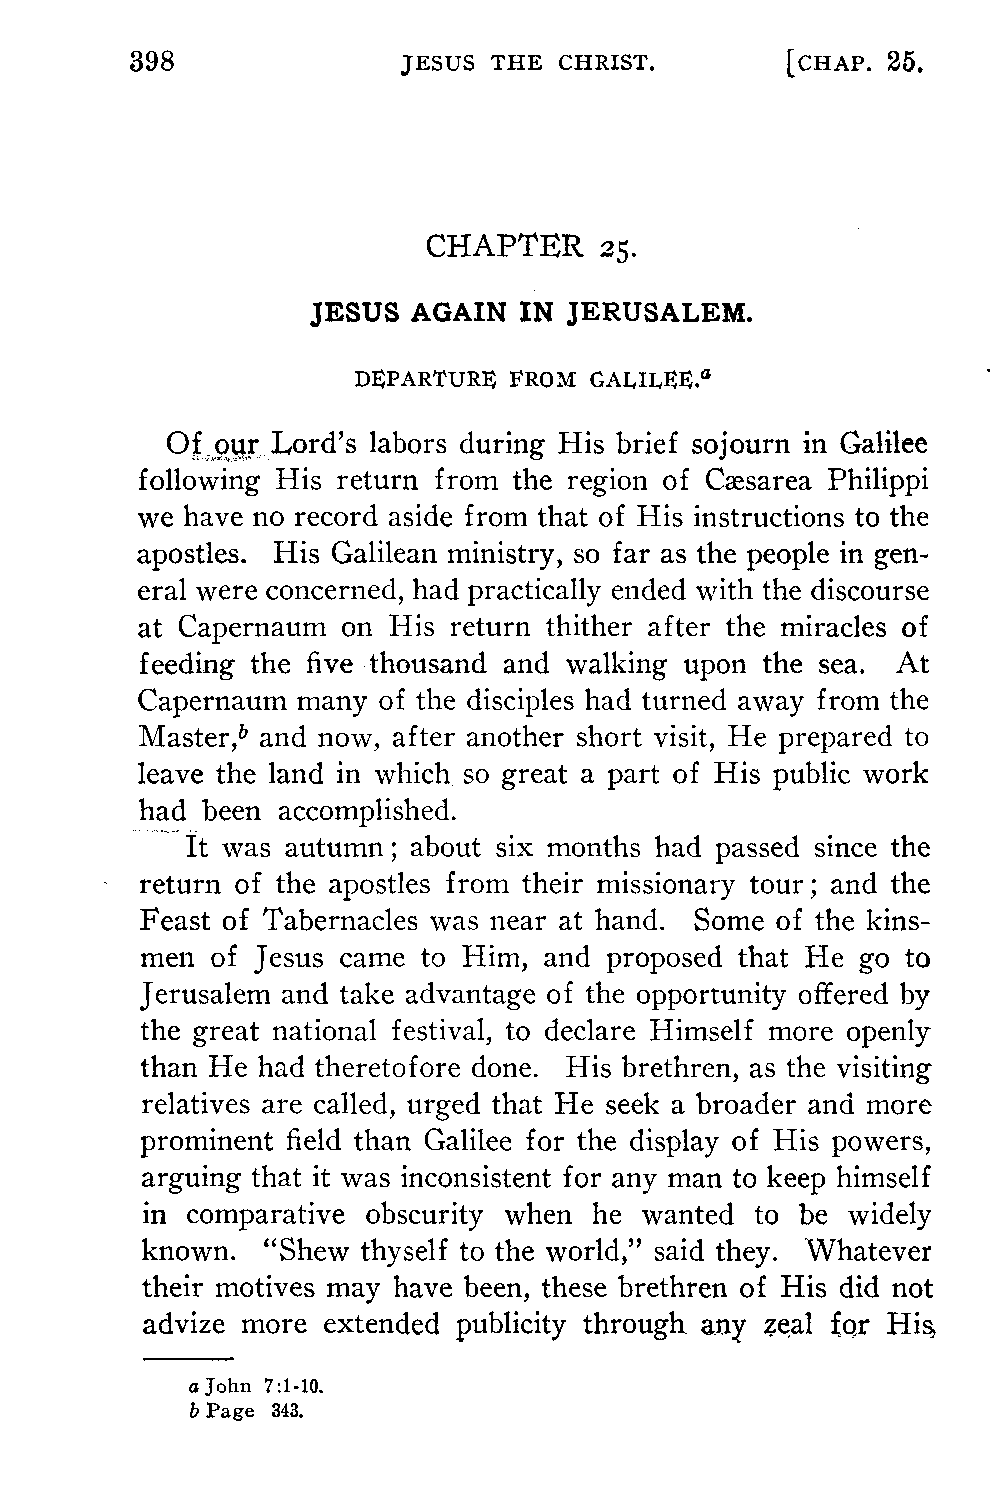 398 JESUS THE CHRIST. [CHAP. 25.
CHAPTER 25.
JESUS AGAIN IN JERUSALEM.
DEPARTURE FROM GALILEE.a
Of our Lord's labors during His brief sojourn in Galilee
following His return from the region of Cæsarea Philippi
we have no record aside from that of His instructions to the
apostles. His Galilean ministry, so far as the people in gen-
eral were concerned, had practically ended with the discourse
at Capernaum on His return thither after the miracles of
feeding the five thousand and walking upon the sea. At
Capernaum many of the disciples had turned away from the
Master,b and now, after another short visit, He prepared to
leave the land in which so great a part of His public work
had been accomplished.
It was autumn; about six months had passed since the
return of the apostles from their missionary tour; and the
Feast of Tabernacles was near at hand. Some of the kins-
men of Jesus came to Him, and proposed that He go to
Jerusalem and take advantage of the opportunity offered by
the great national festival, to declare Himself more openly
than He had theretofore done. His brethren, as the visiting
relatives are called, urged that He seek a broader and more
prominent field than Galilee for the display of His powers,
arguing that it was inconsistent for any man to keep himself
in comparative obscurity when he wanted to be widely
known. "Shew thyself to the world," said they. Whatever
their motives may have been, these brethren of His did not
advize more extended publicity through any zeal for His
a John 7:1-10.
b Page 343.